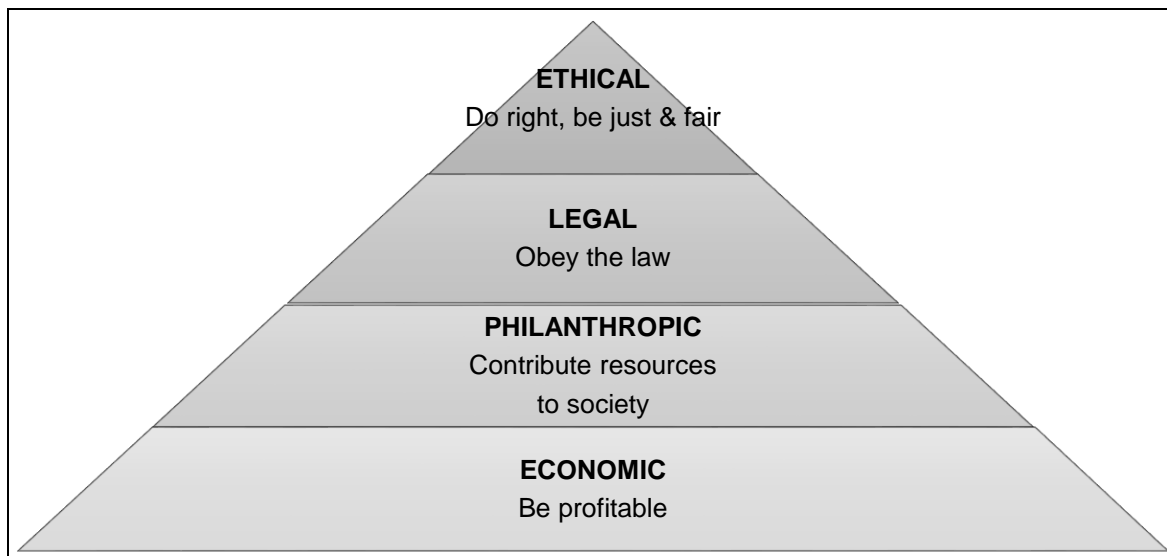 ETHICAL
Do right, be just & fair
LEGAL
Obey the law
PHILANTHROPIC
Contribute resources
to society
ECONOMIC
Be profitable